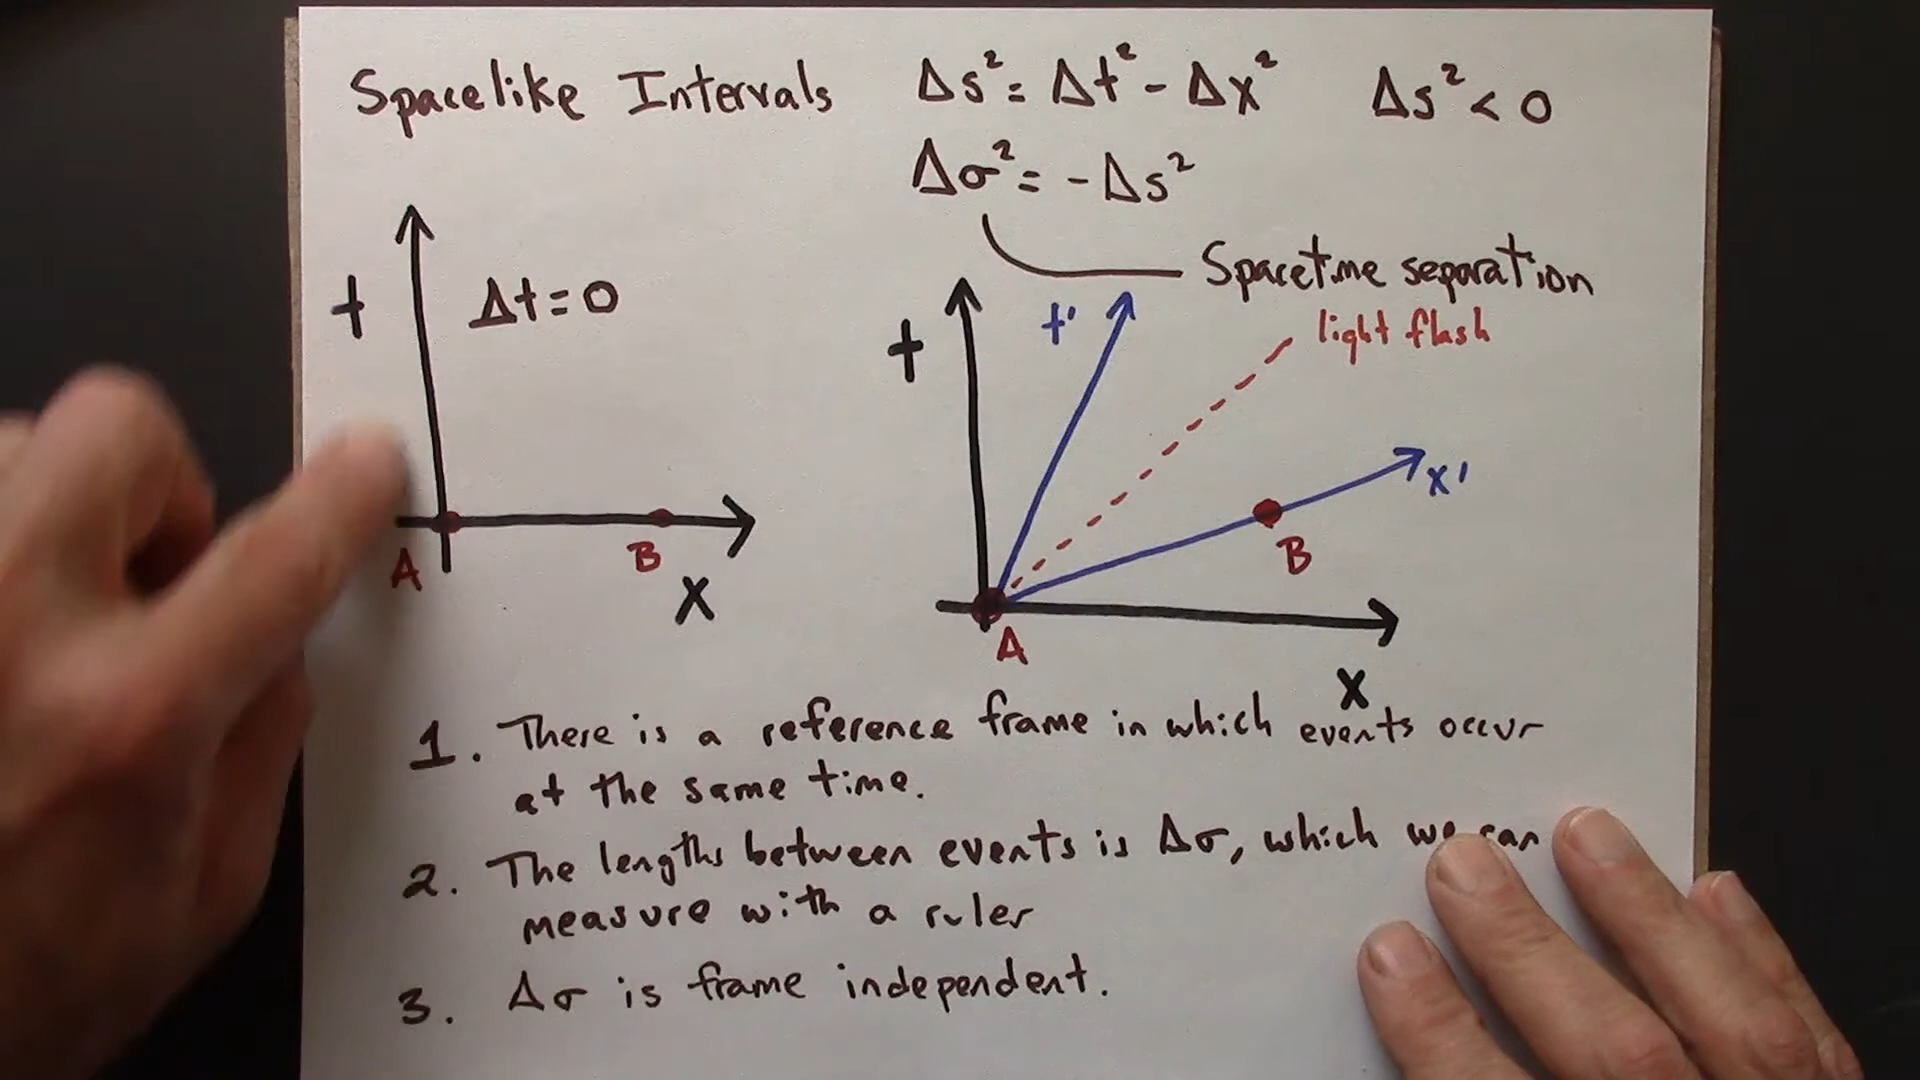 Spacelike Intervals Δs² = Δt² - Δx² Δs² < 0
Δσ² = -Δs²
Spacetime separation
t Δt = 0
t t' light flash
x'
A B B
x
A
x
1. There is a reference frame in which events occur
at the same time.
2. The lengths between events is Δσ, which we can
measure with a ruler
3. Δσ is frame independent.